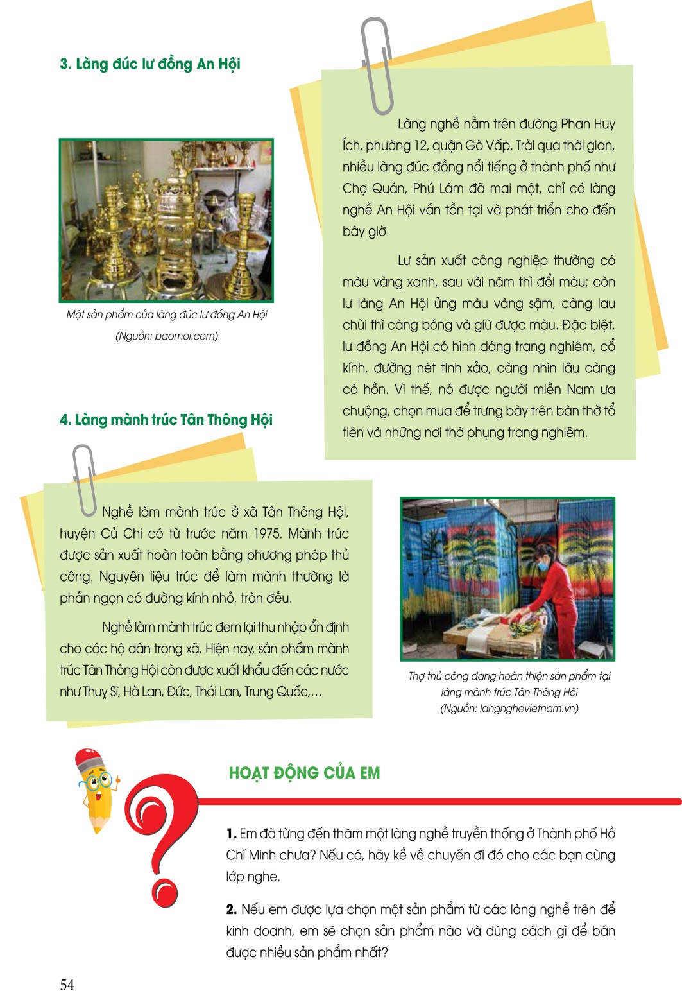 3. Làng đúc lư đồng An Hội
Một sản phẩm của làng đúc lư đồng An Hội
(Nguồn: baomoi.com)
Làng nghề nằm trên đường Phan Huy
Ích, phường 12, quận Gò Vấp. Trải qua thời gian,
nhiều làng đúc đồng nổi tiếng ở thành phố như
Chợ Quán, Phú Lâm đã mai một, chỉ có làng
nghề An Hội vẫn tồn tại và phát triển cho đến
bây giờ.
Lư sản xuất công nghiệp thường có
màu vàng xanh, sau vài năm thì đổi màu; còn
lư làng An Hội ửng màu vàng sậm, càng lau
chùi thì càng bóng và giữ được màu. Đặc biệt,
lư đồng An Hội có hình dáng trang nghiêm, cổ
kính, đường nét tinh xảo, càng nhìn lâu càng
có hồn. Vì thế, nó được người miền Nam ưa
chuộng, chọn mua để trưng bày trên bàn thờ tổ
tiên và những nơi thờ phụng trang nghiêm.
4. Làng mành trúc Tân Thông Hội
Nghề làm mành trúc ở xã Tân Thông Hội,
huyện Củ Chi có từ trước năm 1975. Mành trúc
được sản xuất hoàn toàn bằng phương pháp thủ
công. Nguyên liệu trúc để làm mành thường là
phần ngọn có đường kính nhỏ, tròn đều.
Nghề làm mành trúc đem lại thu nhập ổn định
cho các hộ dân trong xã. Hiện nay, sản phẩm mành
trúc Tân Thông Hội còn được xuất khẩu đến các nước
như Thuỵ Sĩ, Hà Lan, Đức, Thái Lan, Trung Quốc,...
Thợ thủ công đang hoàn thiện sản phẩm tại
làng mành trúc Tân Thông Hội
(Nguồn: langnghevietnam.vn)
HOẠT ĐỘNG CỦA EM
1. Em đã từng đến thăm một làng nghề truyền thống ở Thành phố Hồ
Chí Minh chưa? Nếu có, hãy kể về chuyến đi đó cho các bạn cùng
lớp nghe.
2. Nếu em được lựa chọn một sản phẩm từ các làng nghề trên để
kinh doanh, em sẽ chọn sản phẩm nào và dùng cách gì để bán
được nhiều sản phẩm nhất?
54